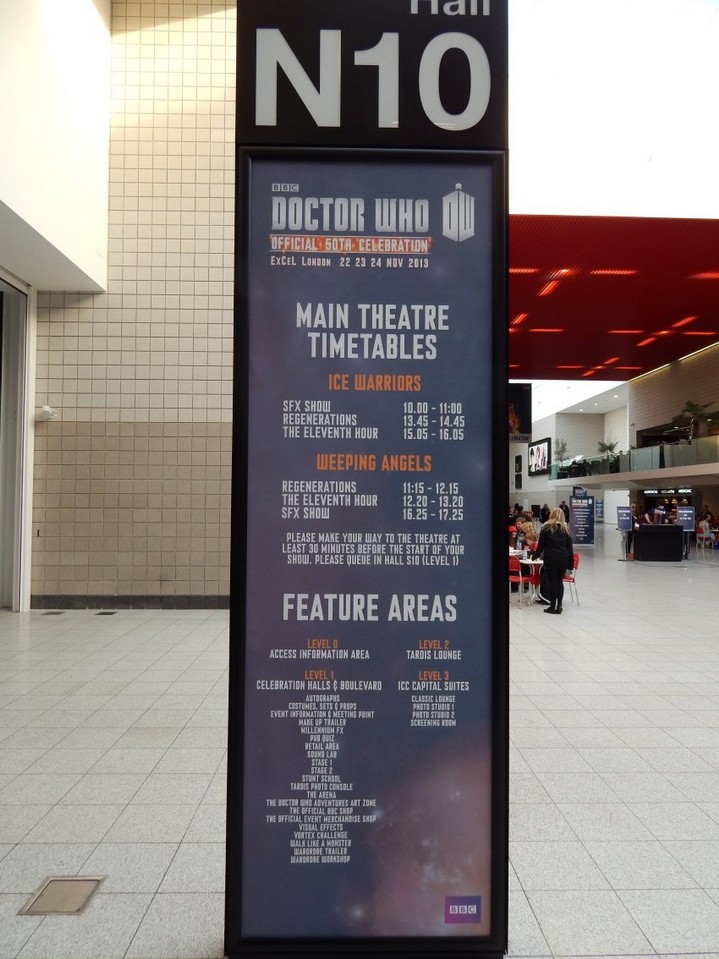 Hall
N10
BBC
DOCTOR WHO DW
OFFICIAL 50TH CELEBRATION
EXCEL LONDON 22 23 24 NOV 2013
MAIN THEATRE
TIMETABLES
ICE WARRIORS
SFX SHOW 10.00 - 11:00
REGENERATIONS 13.45 - 14.45
THE ELEVENTH HOUR 15.05 - 16.05
WEEPING ANGELS
REGENERATIONS 11:15 - 12.15
THE ELEVENTH HOUR 12.20 - 13.20
SFX SHOW 16.25 - 17.25
PLEASE MAKE YOUR WAY TO THE THEATRE AT
LEAST 30 MINUTES BEFORE THE START OF YOUR
SHOW. PLEASE QUEUE IN HALL S10 (LEVEL 1)
FEATURE AREAS
LEVEL 0
ACCESS INFORMATION AREA
LEVEL 1
CELEBRATION HALLS & BOULEVARD
AUTOGRAPHS
COSTUMES, SETS & PROPS
EVENT INFORMATION & MEETING POINT
MAKE UP TRAILER
MILLENNIUM FX
PUB QUIZ
RETAIL AREA
SOUND LAB
STAGE 1
STAGE 2
STUNT SCHOOL
TARDIS PHOTO CONSOLE
THE ARENA
THE DOCTOR WHO ADVENTURES ART ZONE
THE OFFICIAL BBC SHOP
THE OFFICIAL EVENT MERCHANDISE SHOP
VISUAL EFFECTS
VORTEX CHALLENGE
WALK LIKE A MONSTER
WARDROBE TRAILER
WARDROBE WORKSHOP
LEVEL 2
TARDIS LOUNGE
LEVEL 3
ICC CAPITAL SUITES
CLASSIC LOUNGE
PHOTO STUDIO 1
PHOTO STUDIO 2
SCREENING ROOM
BBC